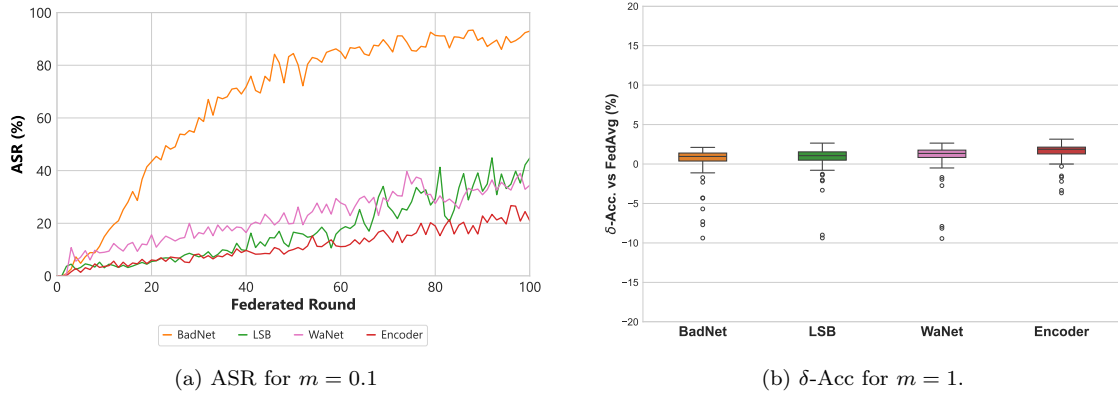 100
80
60
40
20
0
ASR (%)
0 20 40 60 80 100
Federated Round
BadNet LSB WaNet Encoder
(a) ASR for m = 0.1
20
15
10
5
0
−5
−10
−15
−20
δ-Acc. vs FedAvg (%)
BadNet LSB WaNet Encoder
(b) δ-Acc for m = 1.